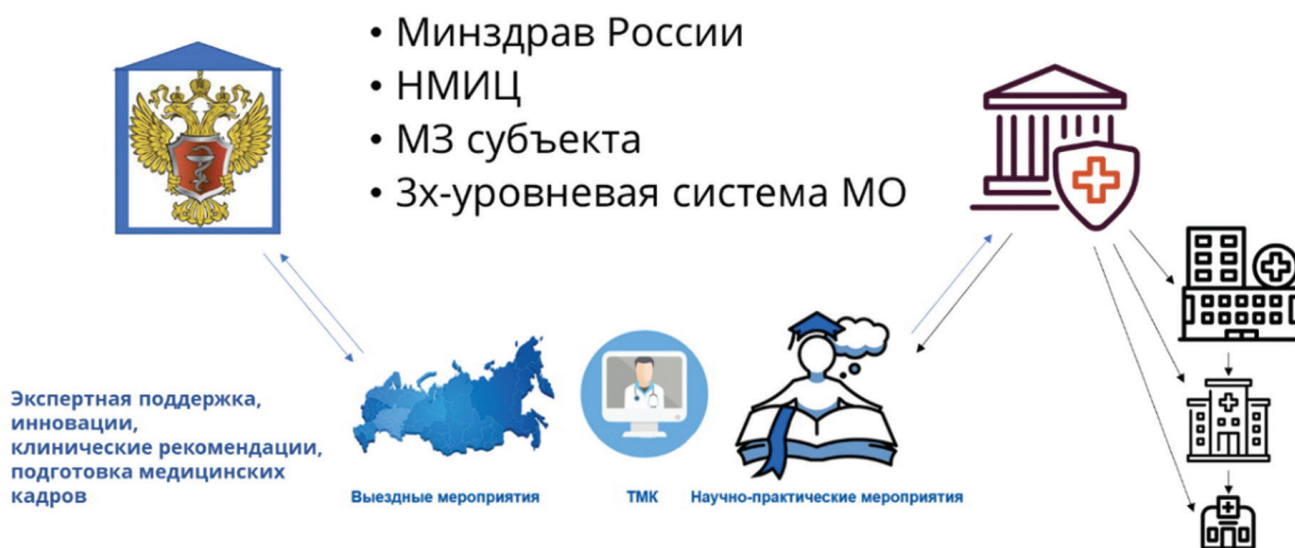 • Минздрав России
• НМИЦ
• МЗ субъекта
• 3х-уровневая система МО
Экспертная поддержка,
инновации,
клинические рекомендации,
подготовка медицинских
кадров
Выездные мероприятия
ТМК
Научно-практические мероприятия